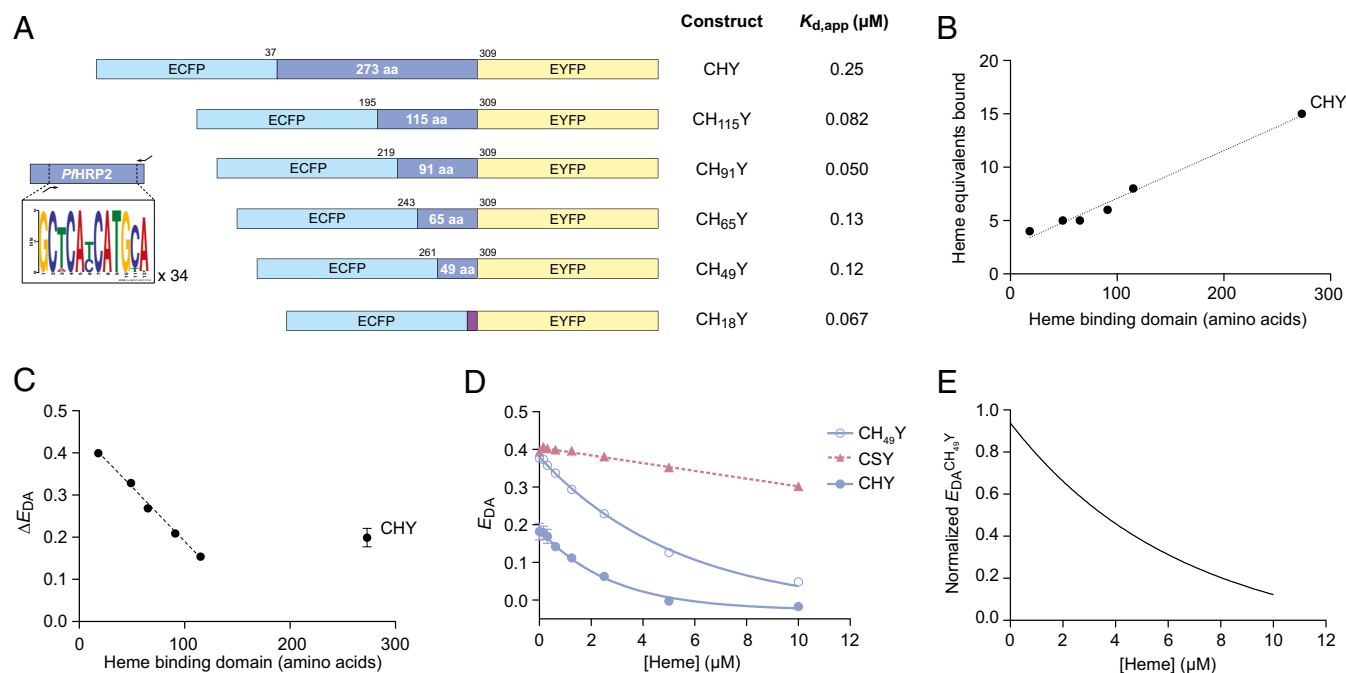 A
Construct Kd,app (µM)
37 309
ECFP 273 aa EYFP CHY 0.25
195 309
ECFP 115 aa EYFP CH115Y 0.082
219 309
ECFP 91 aa EYFP CH91Y 0.050
PfHRP2
243 309
ECFP 65 aa EYFP CH65Y 0.13
GCTCATCATGCA
x 34
261 309
ECFP 49 aa EYFP CH49Y 0.12
ECFP EYFP CH18Y 0.067
B
Heme equivalents bound
20
15
10
5
0
CHY
0 100 200 300
Heme binding domain (amino acids)
C
ΔEDA
0.5
0.4
0.3
0.2
0.1
0.0
CHY
0 100 200 300
Heme binding domain (amino acids)
D
EDA
0.5
0.4
0.3
0.2
0.1
0.0
CH49Y
CSY
CHY
0 2 4 6 8 10 12
[Heme] (µM)
E
Normalized EDA CH49Y
1.0
0.8
0.6
0.4
0.2
0.0
0 2 4 6 8 10 12
[Heme] (µM)